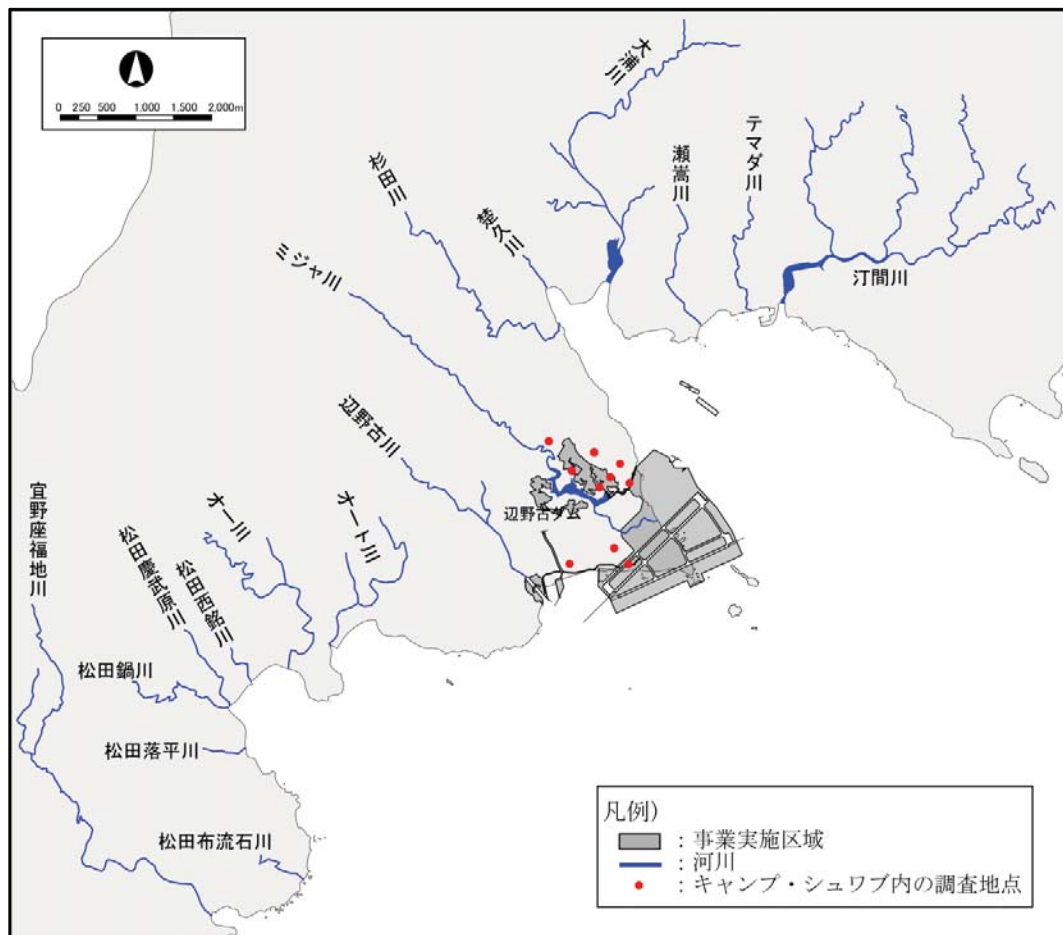 0 250 500 1,000 1,500 2,000m
大浦川
杉田川
楚久川
瀬嵩川
テマダ川
汀間川
ミジャ川
辺野古川
辺野古ダム
宜野座福地川
松田慶武原川
松田西銘川
オー川
オート川
松田鍋川
松田落平川
松田布流石川
凡例)
：事業実施区域
：河川
：キャンプ・シュワブ内の調査地点